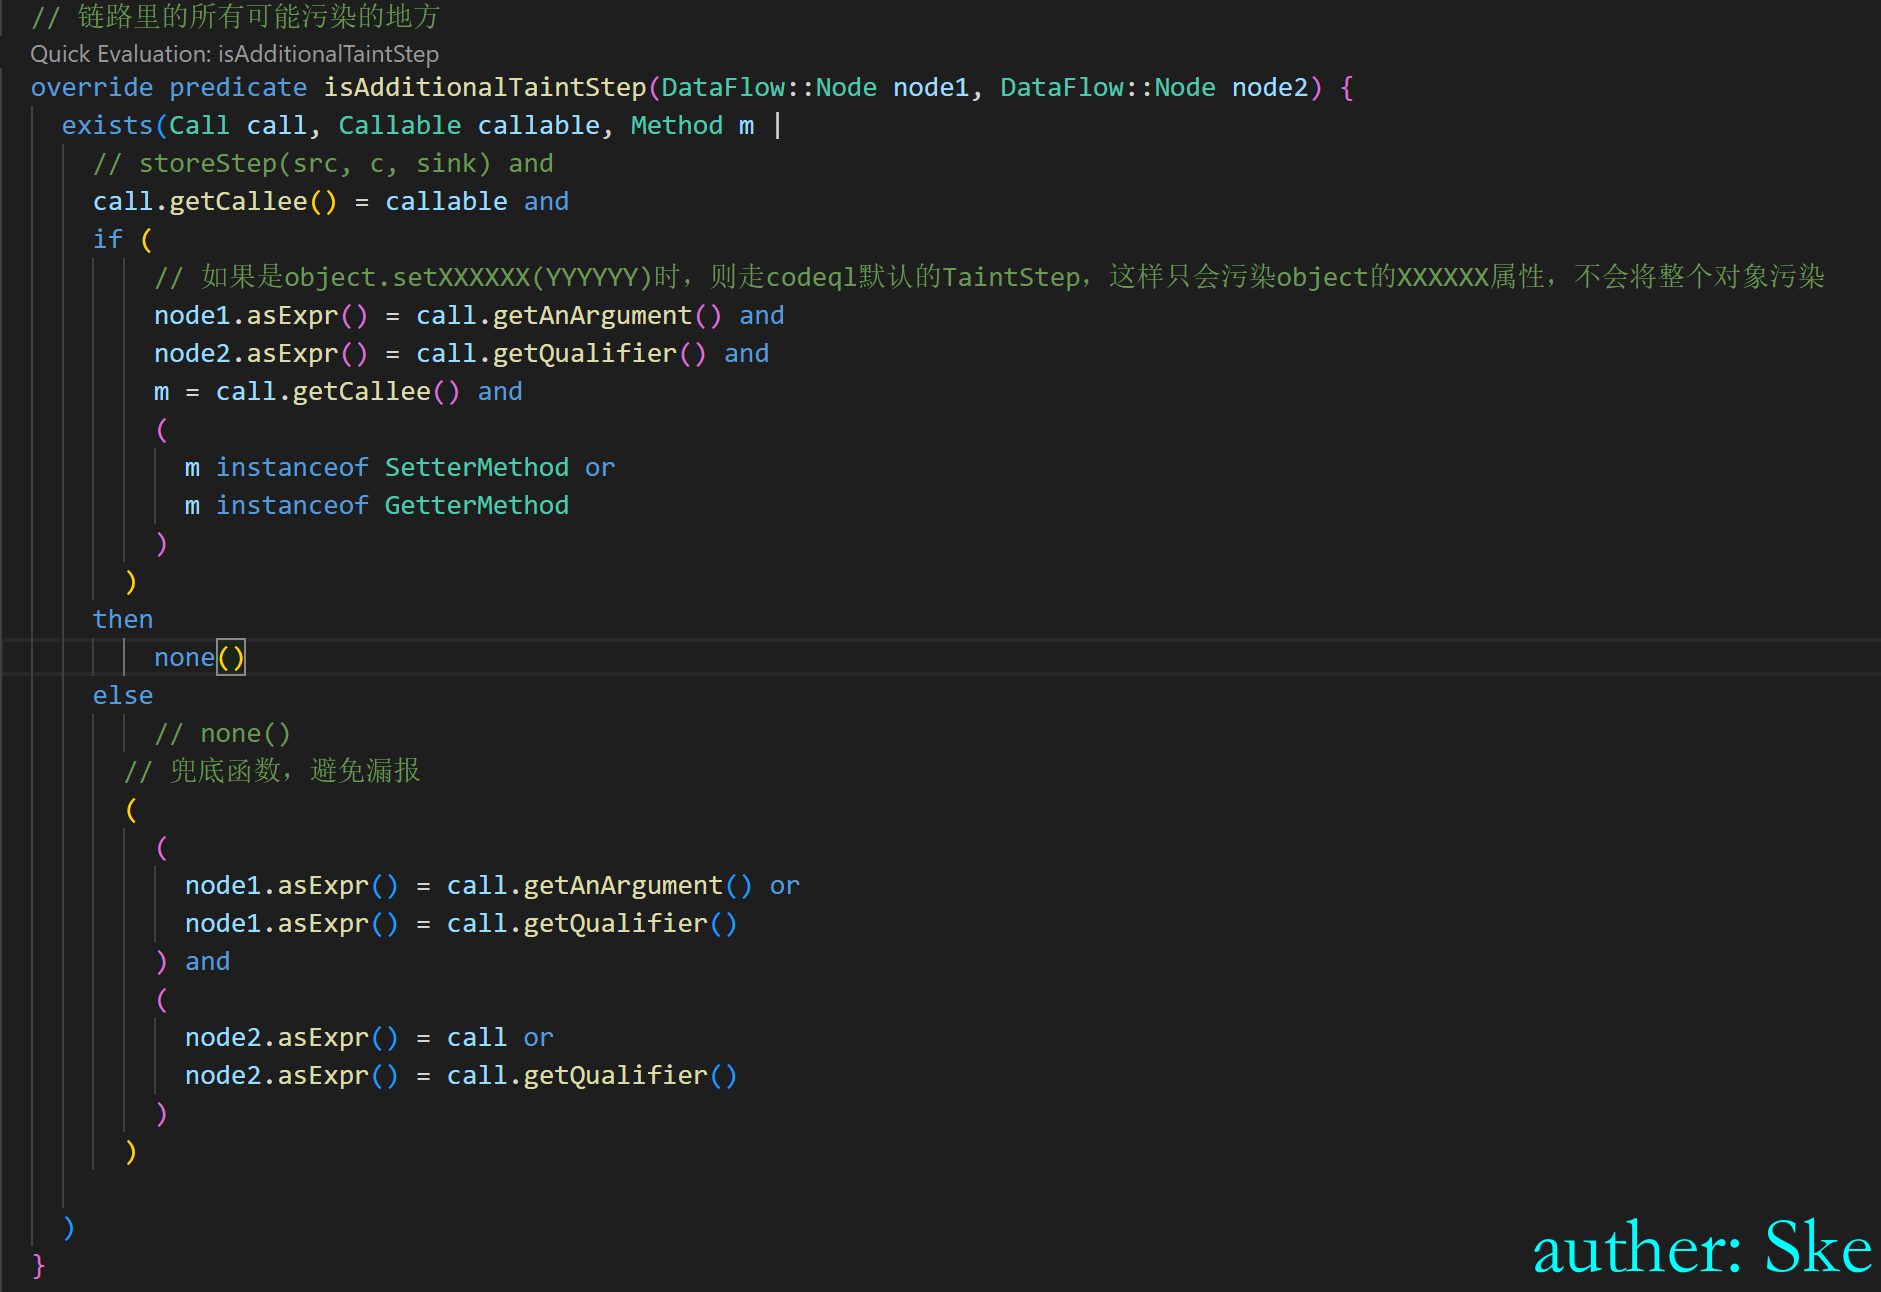 // 链路里的所有可能污染的地方
Quick Evaluation: isAdditionalTaintStep
override predicate isAdditionalTaintStep(DataFlow::Node node1, DataFlow::Node node2) {
exists(Call call, Callable callable, Method m |
// storeStep(src, c, sink) and
call.getCallee() = callable and
if (
// 如果是object.setXXXXXX(YYYYYY)时，则走codeql默认的TaintStep，这样只会污染object的XXXXXX属性，不会将整个对象污染
node1.asExpr() = call.getAnArgument() and
node2.asExpr() = call.getQualifier() and
m = call.getCallee() and
(
m instanceof SetterMethod or
m instanceof GetterMethod
)
)
then
none()
else
// none()
// 兜底函数，避免漏报
(
(
node1.asExpr() = call.getAnArgument() or
node1.asExpr() = call.getQualifier()
) and
(
node2.asExpr() = call or
node2.asExpr() = call.getQualifier()
)
)
)
}
auther: Ske